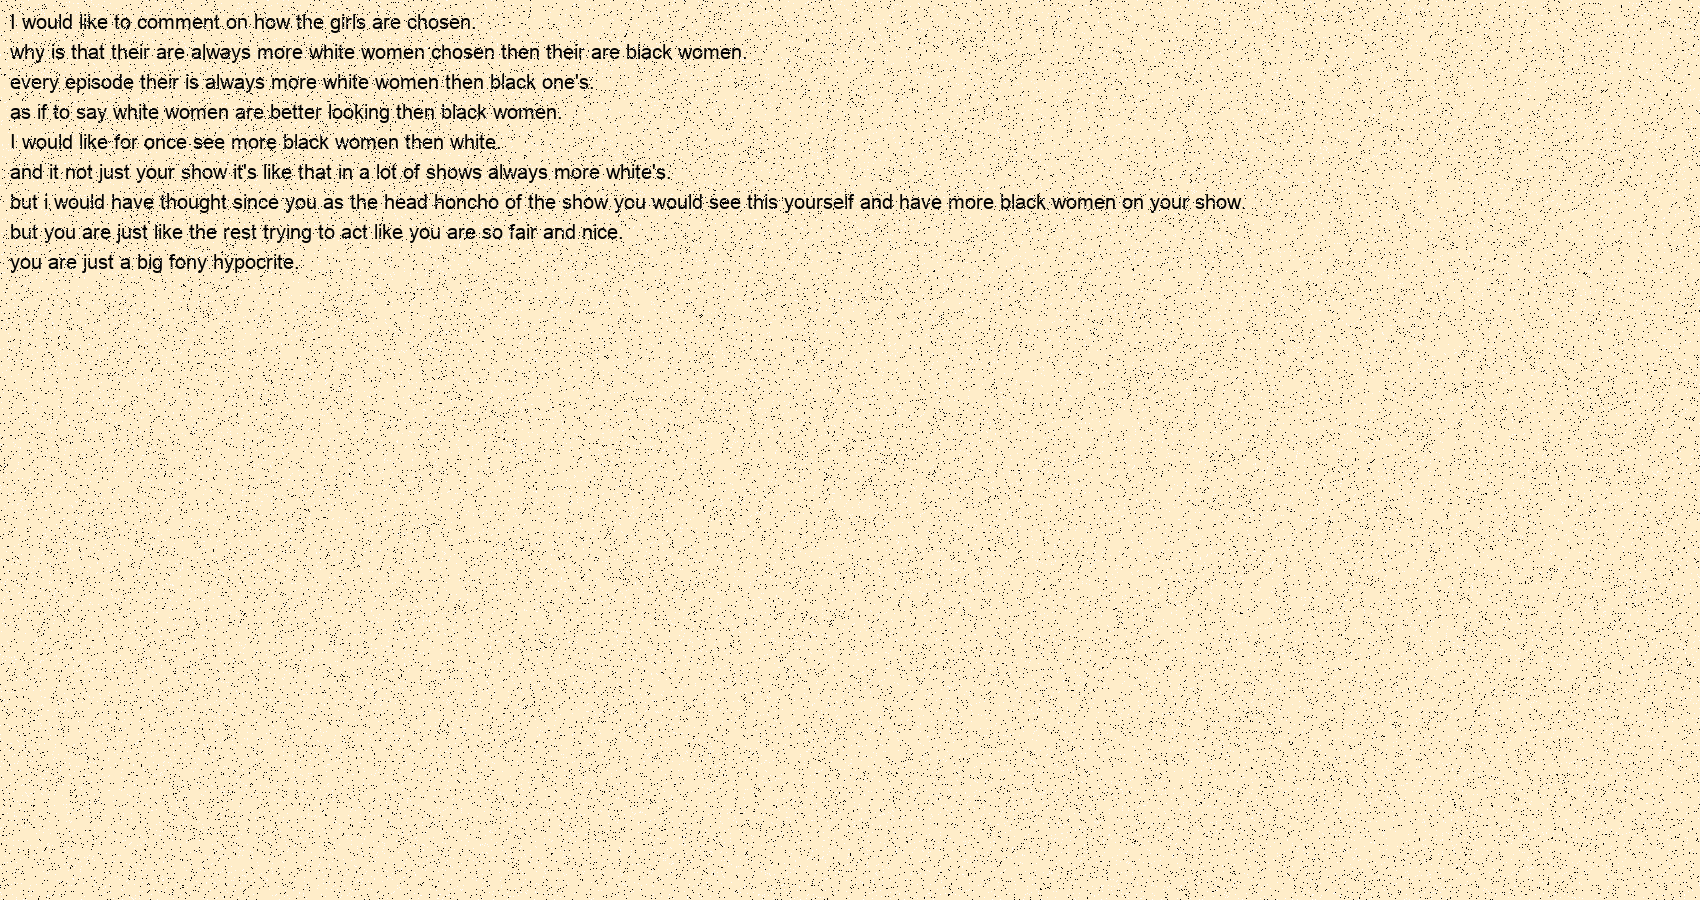 I would like to comment on how the girls are chosen.
why is that their are always more white women chosen then their are black women.
every episode their is always more white women then black one's.
as if to say white women are better looking then black women.
I would like for once see more black women then white.
and it not just your show it's like that in a lot of shows always more white's.
but i would have thought since you as the head honcho of the show you would see this yourself and have more black women on your show.
but you are just like the rest trying to act like you are so fair and nice.
you are just a big fony hypocrite.